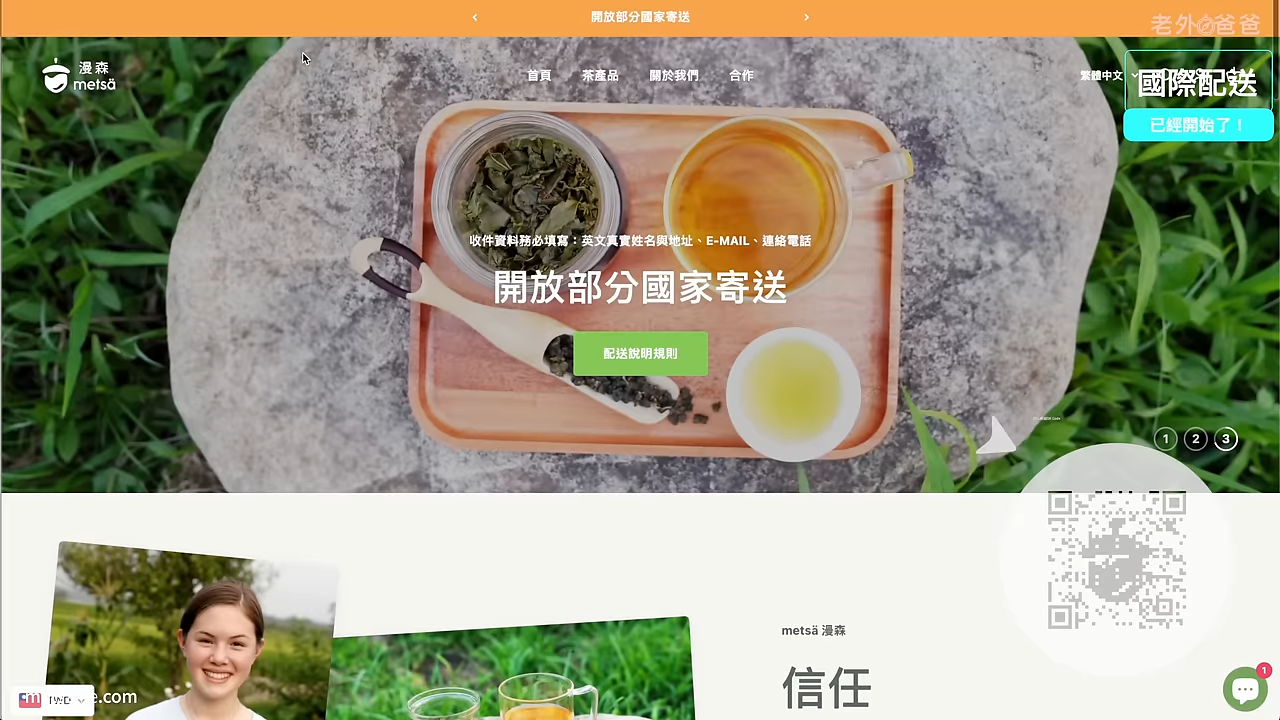 開放部分國家寄送
老外爸爸
漫森
metsä
首頁
茶產品
關於我們
合作
繁體中文
國際配送
已經開始了！
收件資料務必填寫：英文真實姓名與地址、E-MAIL、連絡電話
開放部分國家寄送
配送說明規則
1
2
3
metsä 漫森
信任
TWD
1